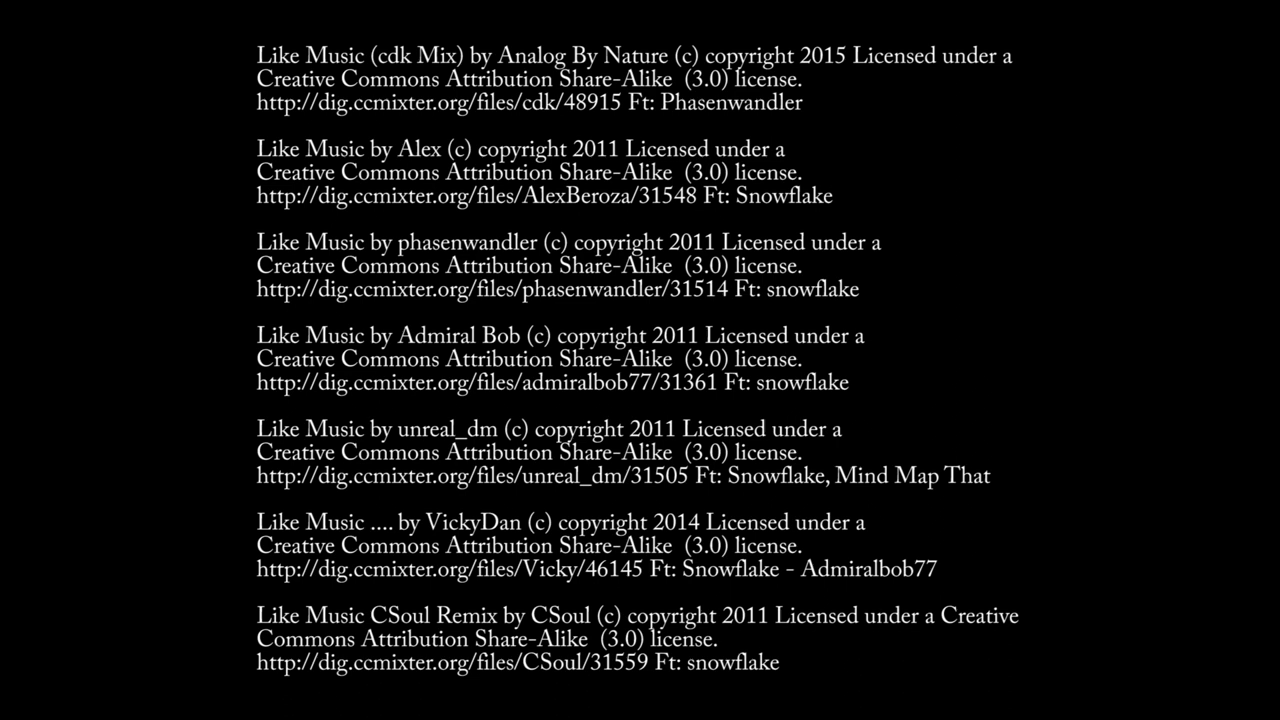 Like Music (cdk Mix) by Analog By Nature (c) copyright 2015 Licensed under a
Creative Commons Attribution Share-Alike  (3.0) license.
http://dig.ccmixter.org/files/cdk/48915 Ft: Phasenwandler
Like Music by Alex (c) copyright 2011 Licensed under a
Creative Commons Attribution Share-Alike  (3.0) license.
http://dig.ccmixter.org/files/AlexBeroza/31548 Ft: Snowflake
Like Music by phasenwandler (c) copyright 2011 Licensed under a
Creative Commons Attribution Share-Alike  (3.0) license.
http://dig.ccmixter.org/files/phasenwandler/31514 Ft: snowflake
Like Music by Admiral Bob (c) copyright 2011 Licensed under a
Creative Commons Attribution Share-Alike  (3.0) license.
http://dig.ccmixter.org/files/admiralbob77/31361 Ft: snowflake
Like Music by unreal_dm (c) copyright 2011 Licensed under a
Creative Commons Attribution Share-Alike  (3.0) license.
http://dig.ccmixter.org/files/unreal_dm/31505 Ft: Snowflake, Mind Map That
Like Music .... by VickyDan (c) copyright 2014 Licensed under a
Creative Commons Attribution Share-Alike  (3.0) license.
http://dig.ccmixter.org/files/Vicky/46145 Ft: Snowflake - Admiralbob77
Like Music CSoul Remix by CSoul (c) copyright 2011 Licensed under a Creative
Commons Attribution Share-Alike  (3.0) license.
http://dig.ccmixter.org/files/CSoul/31559 Ft: snowflake